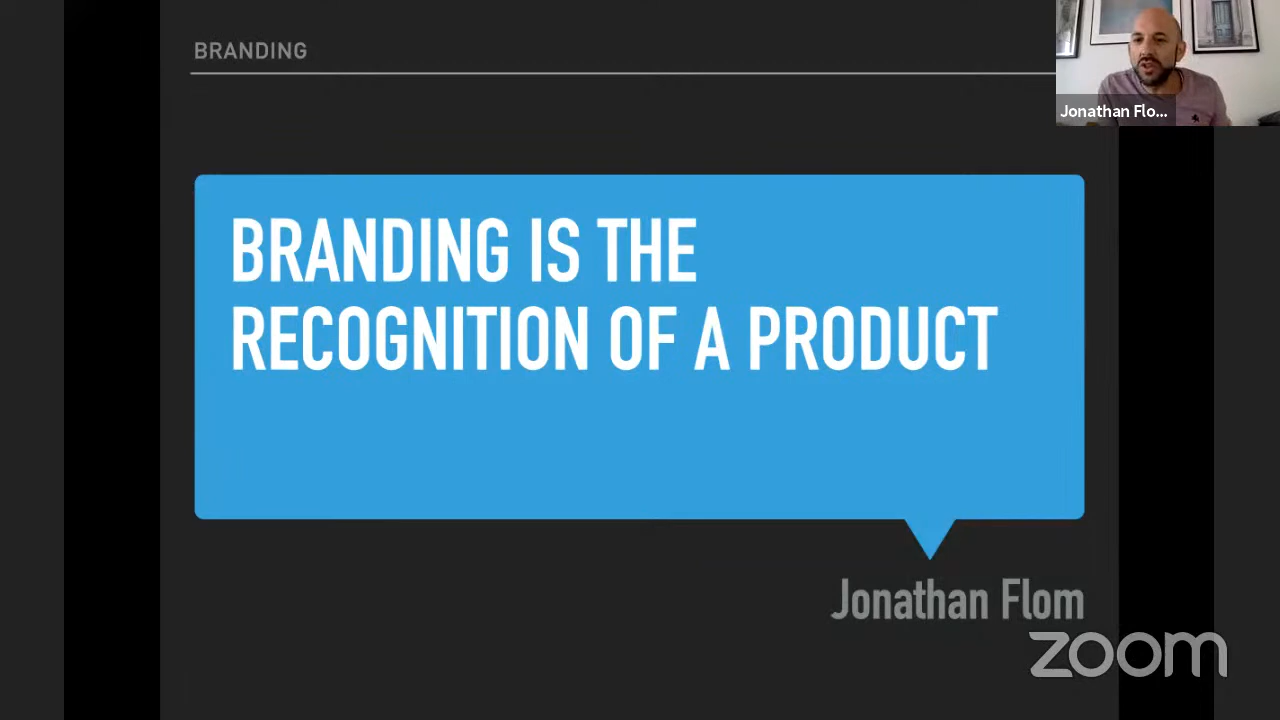 BRANDING
Jonathan Flo...
BRANDING IS THE
RECOGNITION OF A PRODUCT
Jonathan Flom
zoom